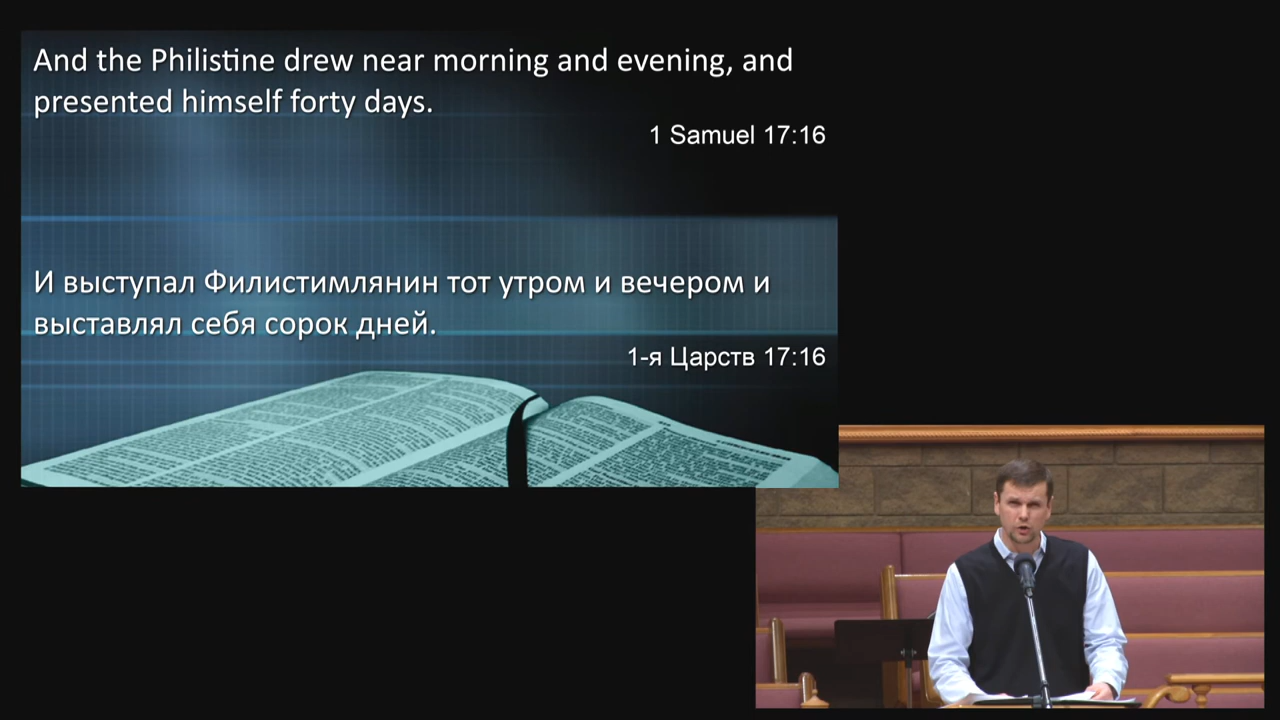 And the Philistine drew near morning and evening, and
presented himself forty days.
1 Samuel 17:16
И выступал Филистимлянин тот утром и вечером и
выставлял себя сорок дней.
1-я Царств 17:16